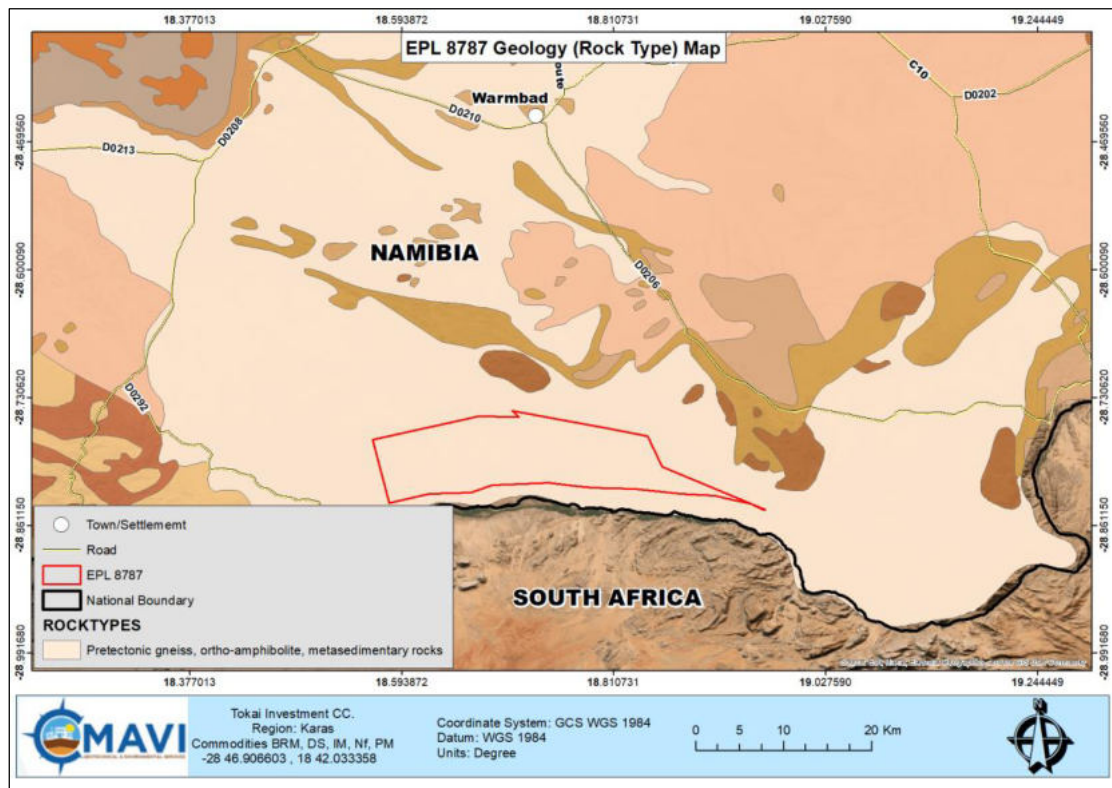 18.377013 18.593872 18.810731 19.027590 19.244449
EPL 8787 Geology (Rock Type) Map
Warmbad
oute
C10
D0202
D0210
D0208
D0213
-28.469560 -28.469560
NAMIBIA
D0206
-28.600090 -28.600090
D0292
-28.730620 -28.730620
-28.861150 -28.861150
SOUTH AFRICA
Town/Settlememt
Road
EPL 8787
National Boundary
ROCKTYPES
Pretectonic gneiss, ortho-amphibolite, metasedimentary rocks
-28.991680 -28.991680
18.377013 18.593872 18.810731 19.027590 19.244449
MAVI
Tokai Investment CC.
Region: Karas
Commodities BRM, DS, IM, Nf, PM
-28 46.906603 , 18 42.033358
Coordinate System: GCS WGS 1984
Datum: WGS 1984
Units: Degree
0 5 10 20 Km
N